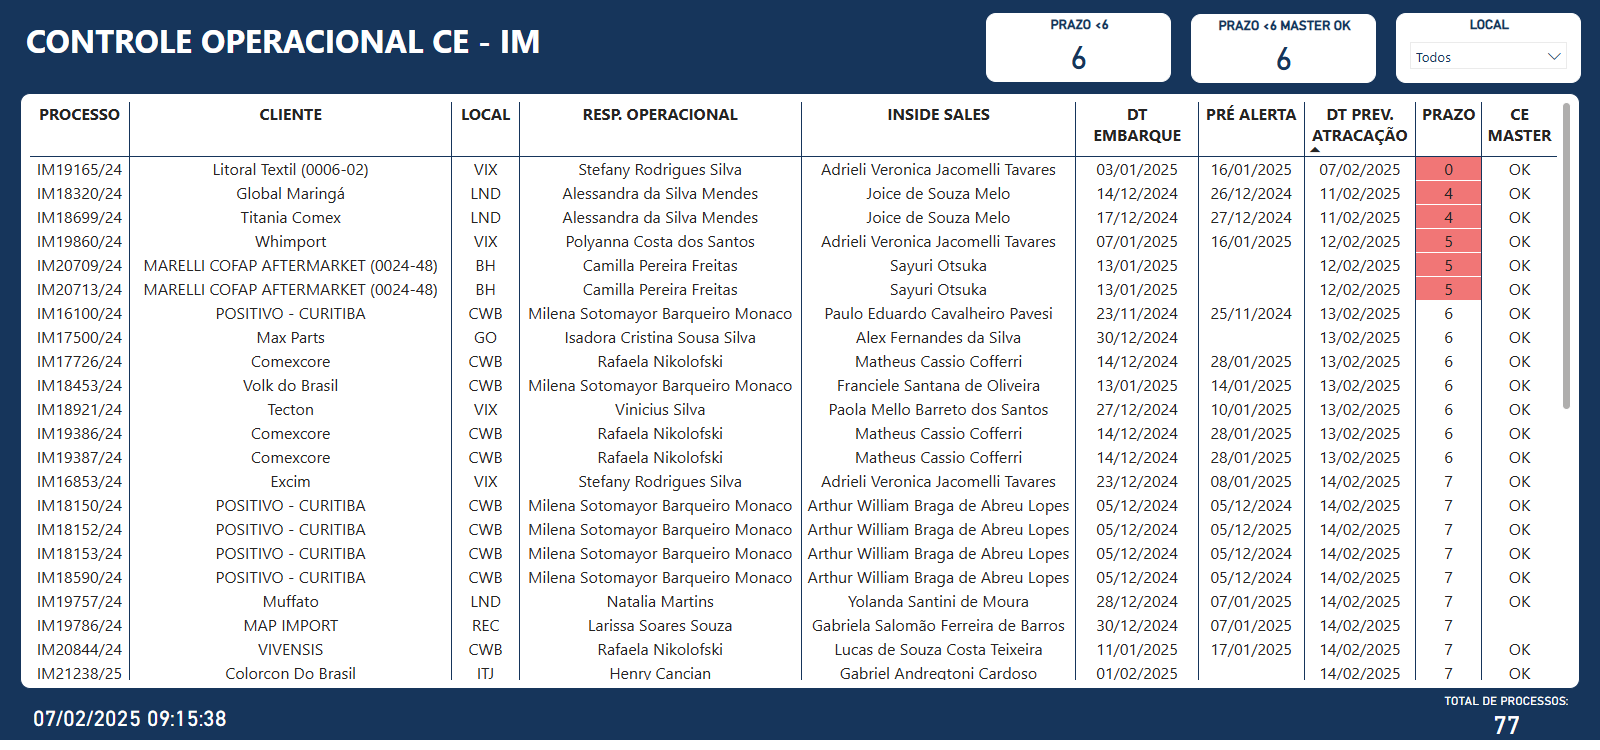 CONTROLE OPERACIONAL CE - IM
PRAZO <6
6
PRAZO <6 MASTER OK
6
LOCAL
Todos
PROCESSO CLIENTE LOCAL RESP. OPERACIONAL INSIDE SALES DT EMBARQUE PRÉ ALERTA DT PREV. ATRACAÇÃO PRAZO CE MASTER
IM19165/24 Litoral Textil (0006-02) VIX Stefany Rodrigues Silva Adrieli Veronica Jacomelli Tavares 03/01/2025 16/01/2025 07/02/2025 0 OK
IM18320/24 Global Maringá LND Alessandra da Silva Mendes Joice de Souza Melo 14/12/2024 26/12/2024 11/02/2025 4 OK
IM18699/24 Titania Comex LND Alessandra da Silva Mendes Joice de Souza Melo 17/12/2024 27/12/2024 11/02/2025 4 OK
IM19860/24 Whimport VIX Polyanna Costa dos Santos Adrieli Veronica Jacomelli Tavares 07/01/2025 16/01/2025 12/02/2025 5 OK
IM20709/24 MARELLI COFAP AFTERMARKET (0024-48) BH Camilla Pereira Freitas Sayuri Otsuka 13/01/2025 12/02/2025 5 OK
IM20713/24 MARELLI COFAP AFTERMARKET (0024-48) BH Camilla Pereira Freitas Sayuri Otsuka 13/01/2025 12/02/2025 5 OK
IM16100/24 POSITIVO - CURITIBA CWB Milena Sotomayor Barqueiro Monaco Paulo Eduardo Cavalheiro Pavesi 23/11/2024 25/11/2024 13/02/2025 6 OK
IM17500/24 Max Parts GO Isadora Cristina Sousa Silva Alex Fernandes da Silva 30/12/2024 13/02/2025 6 OK
IM17726/24 Comexcore CWB Rafaela Nikolofski Matheus Cassio Cofferri 14/12/2024 28/01/2025 13/02/2025 6 OK
IM18453/24 Volk do Brasil CWB Milena Sotomayor Barqueiro Monaco Franciele Santana de Oliveira 13/01/2025 14/01/2025 13/02/2025 6 OK
IM18921/24 Tecton VIX Vinicius Silva Paola Mello Barreto dos Santos 27/12/2024 10/01/2025 13/02/2025 6 OK
IM19386/24 Comexcore CWB Rafaela Nikolofski Matheus Cassio Cofferri 14/12/2024 28/01/2025 13/02/2025 6 OK
IM19387/24 Comexcore CWB Rafaela Nikolofski Matheus Cassio Cofferri 14/12/2024 28/01/2025 13/02/2025 6 OK
IM16853/24 Excim VIX Stefany Rodrigues Silva Adrieli Veronica Jacomelli Tavares 23/12/2024 08/01/2025 14/02/2025 7 OK
IM18150/24 POSITIVO - CURITIBA CWB Milena Sotomayor Barqueiro Monaco Arthur William Braga de Abreu Lopes 05/12/2024 05/12/2024 14/02/2025 7 OK
IM18152/24 POSITIVO - CURITIBA CWB Milena Sotomayor Barqueiro Monaco Arthur William Braga de Abreu Lopes 05/12/2024 05/12/2024 14/02/2025 7 OK
IM18153/24 POSITIVO - CURITIBA CWB Milena Sotomayor Barqueiro Monaco Arthur William Braga de Abreu Lopes 05/12/2024 05/12/2024 14/02/2025 7 OK
IM18590/24 POSITIVO - CURITIBA CWB Milena Sotomayor Barqueiro Monaco Arthur William Braga de Abreu Lopes 05/12/2024 05/12/2024 14/02/2025 7 OK
IM19757/24 Muffato LND Natalia Martins Yolanda Santini de Moura 28/12/2024 07/01/2025 14/02/2025 7 OK
IM19786/24 MAP IMPORT REC Larissa Soares Souza Gabriela Salomão Ferreira de Barros 30/12/2024 07/01/2025 14/02/2025 7
IM20844/24 VIVENSIS CWB Rafaela Nikolofski Lucas de Souza Costa Teixeira 11/01/2025 17/01/2025 14/02/2025 7 OK
IM21238/25 Colorcon Do Brasil ITJ Henry Cancian Gabriel Andregtoni Cardoso 01/02/2025 14/02/2025 7 OK
07/02/2025 09:15:38
TOTAL DE PROCESSOS:
77